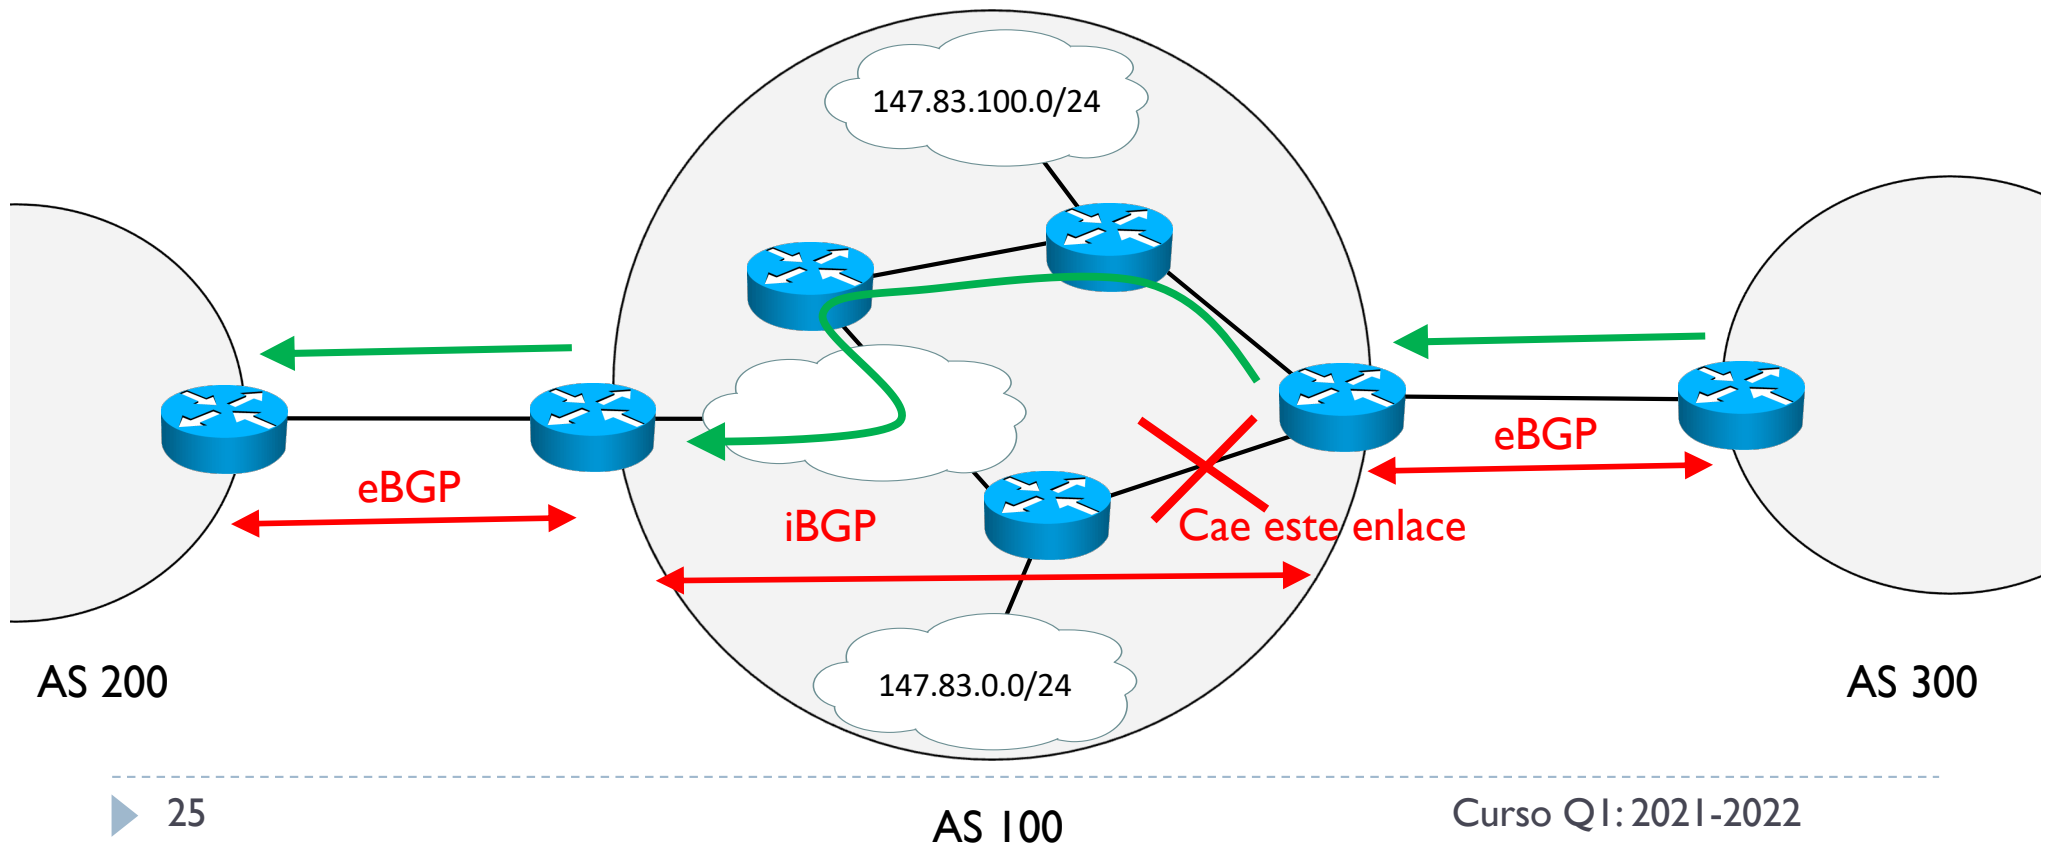 147.83.100.0/24
eBGP
eBGP
iBGP
Cae este enlace
147.83.0.0/24
AS 200
AS 300
25
AS 100
Curso Q1: 2021-2022